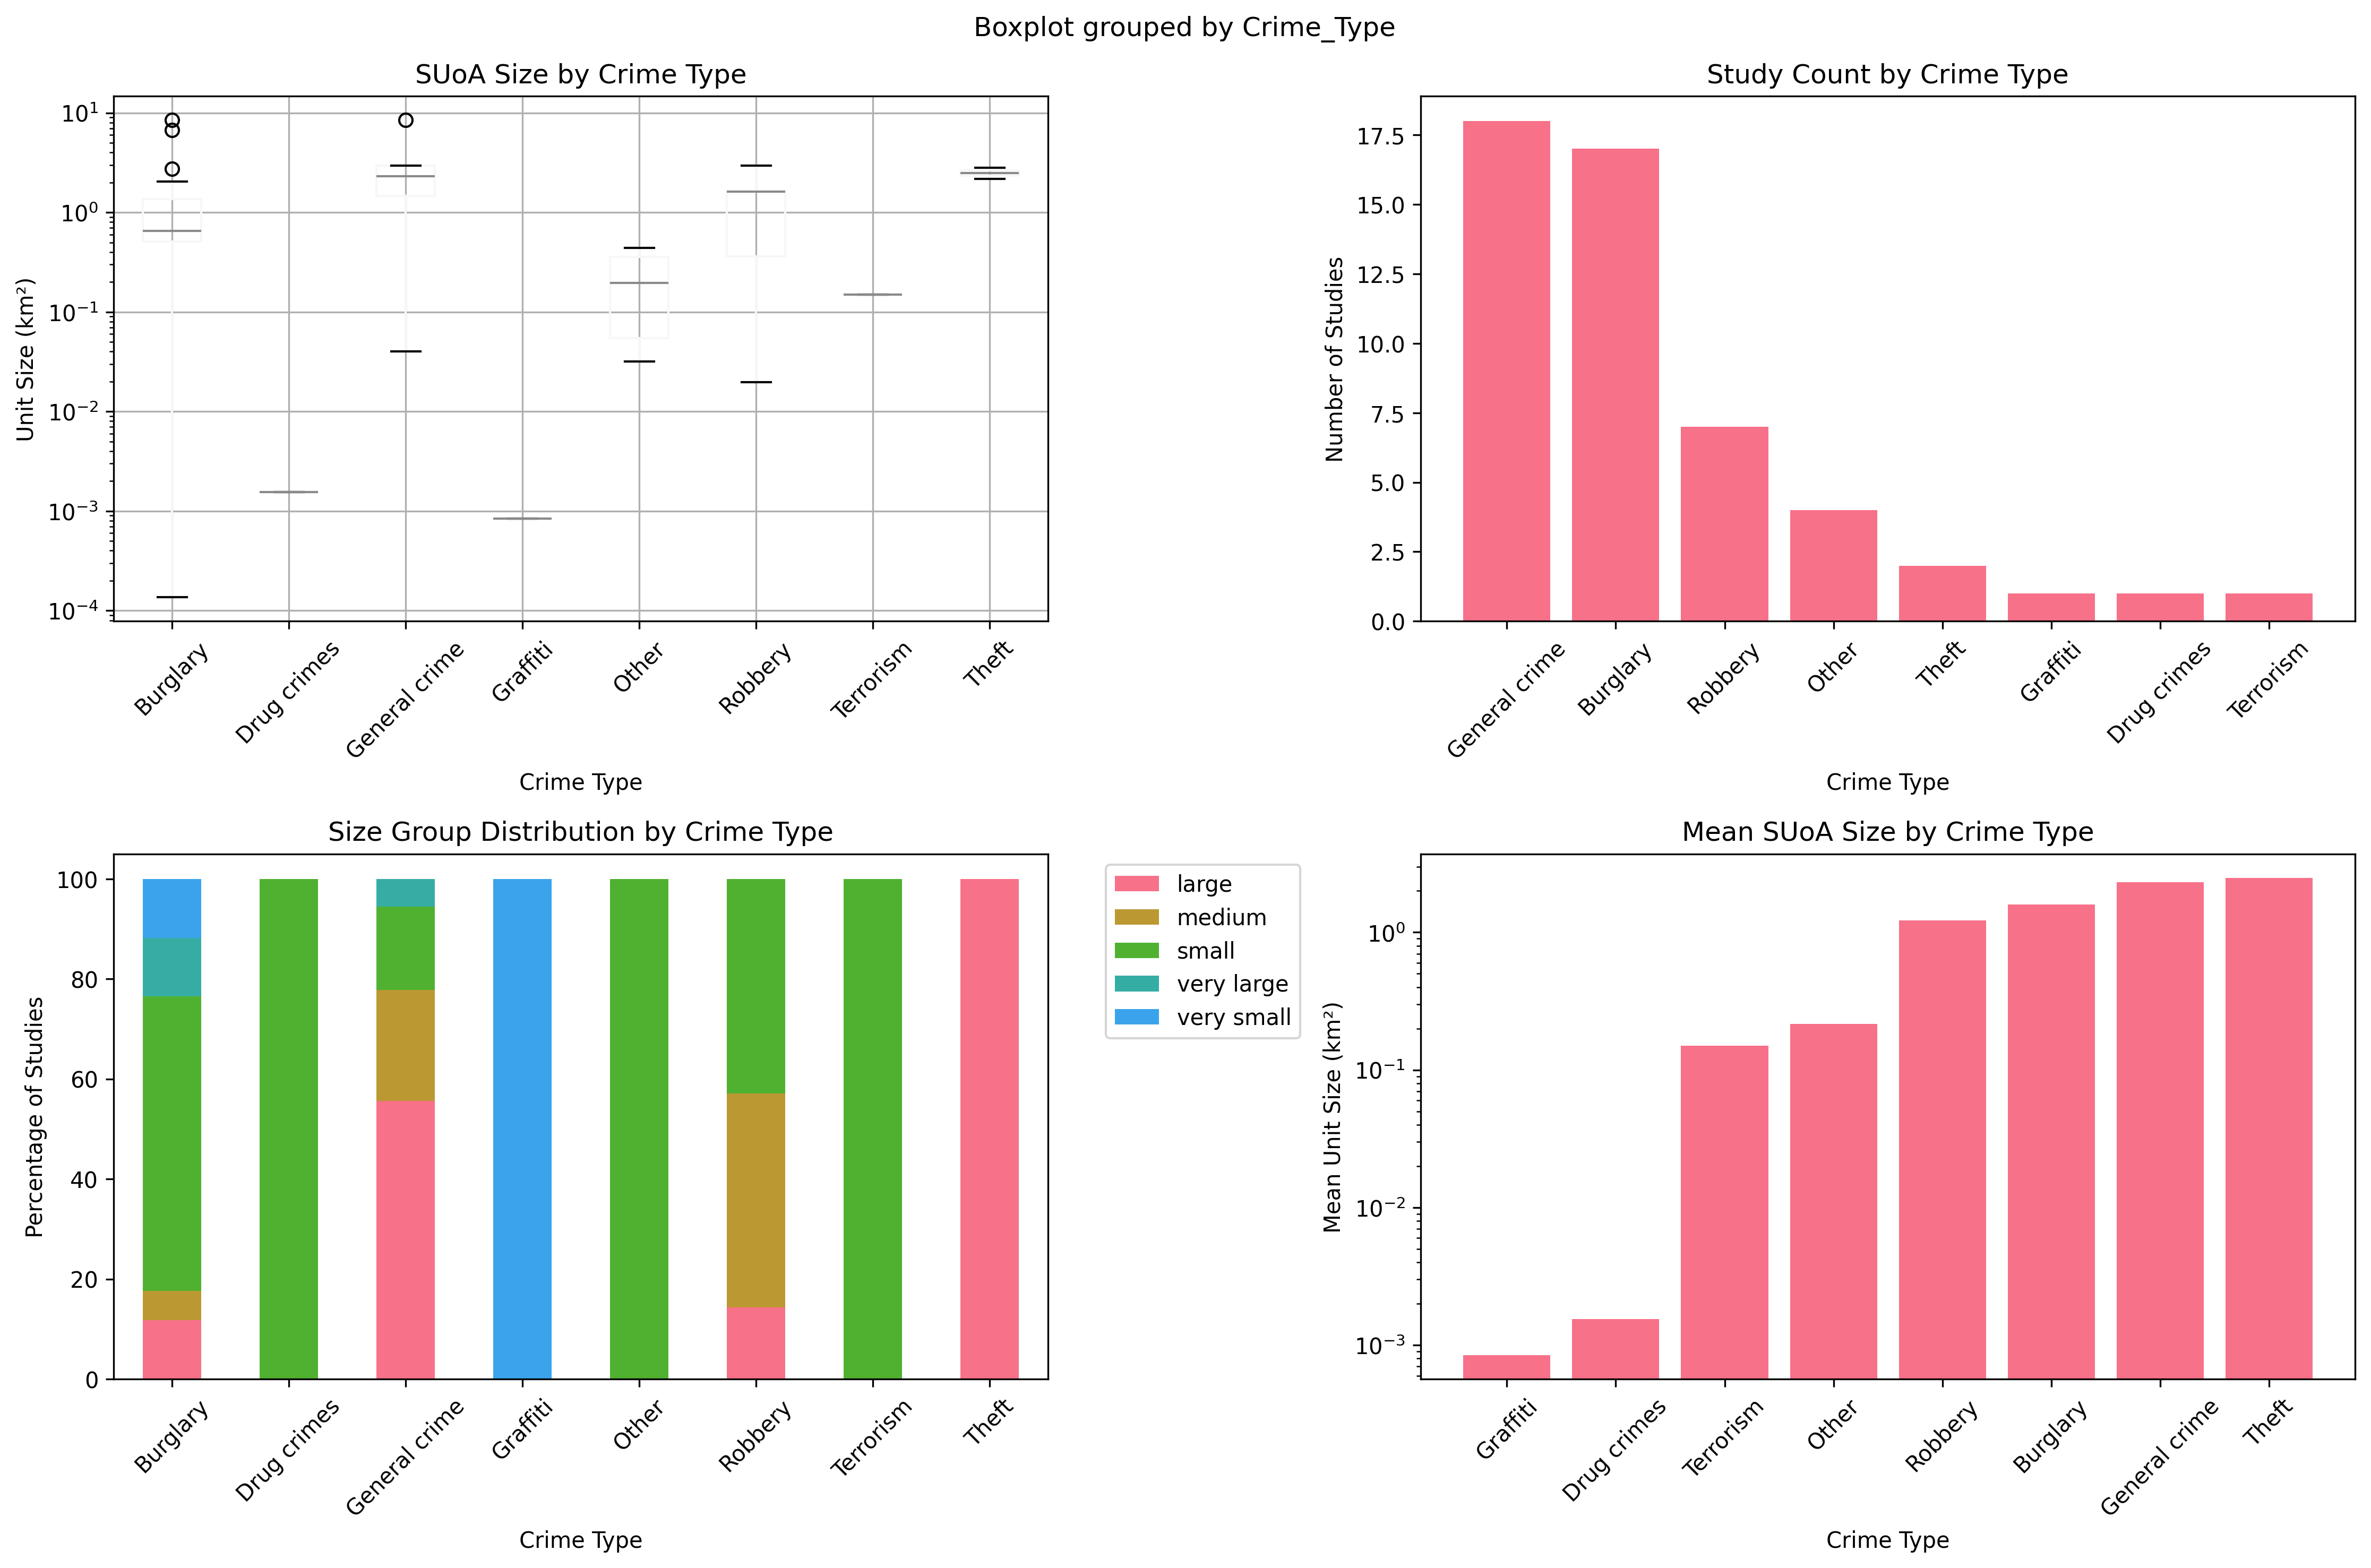 Boxplot grouped by Crime_Type
SUoA Size by Crime Type
Unit Size (km²)
10¹
10⁰
10⁻¹
10⁻²
10⁻³
10⁻⁴
Burglary
Drug crimes
General crime
Graffiti
Other
Robbery
Terrorism
Theft
Crime Type
Study Count by Crime Type
Number of Studies
17.5
15.0
12.5
10.0
7.5
5.0
2.5
0.0
General crime
Burglary
Robbery
Other
Theft
Graffiti
Drug crimes
Terrorism
Crime Type
Size Group Distribution by Crime Type
Percentage of Studies
100
80
60
40
20
0
Burglary
Drug crimes
General crime
Graffiti
Other
Robbery
Terrorism
Theft
Crime Type
large
medium
small
very large
very small
Mean SUoA Size by Crime Type
Mean Unit Size (km²)
10⁰
10⁻¹
10⁻²
10⁻³
Graffiti
Drug crimes
Terrorism
Other
Robbery
Burglary
General crime
Theft
Crime Type